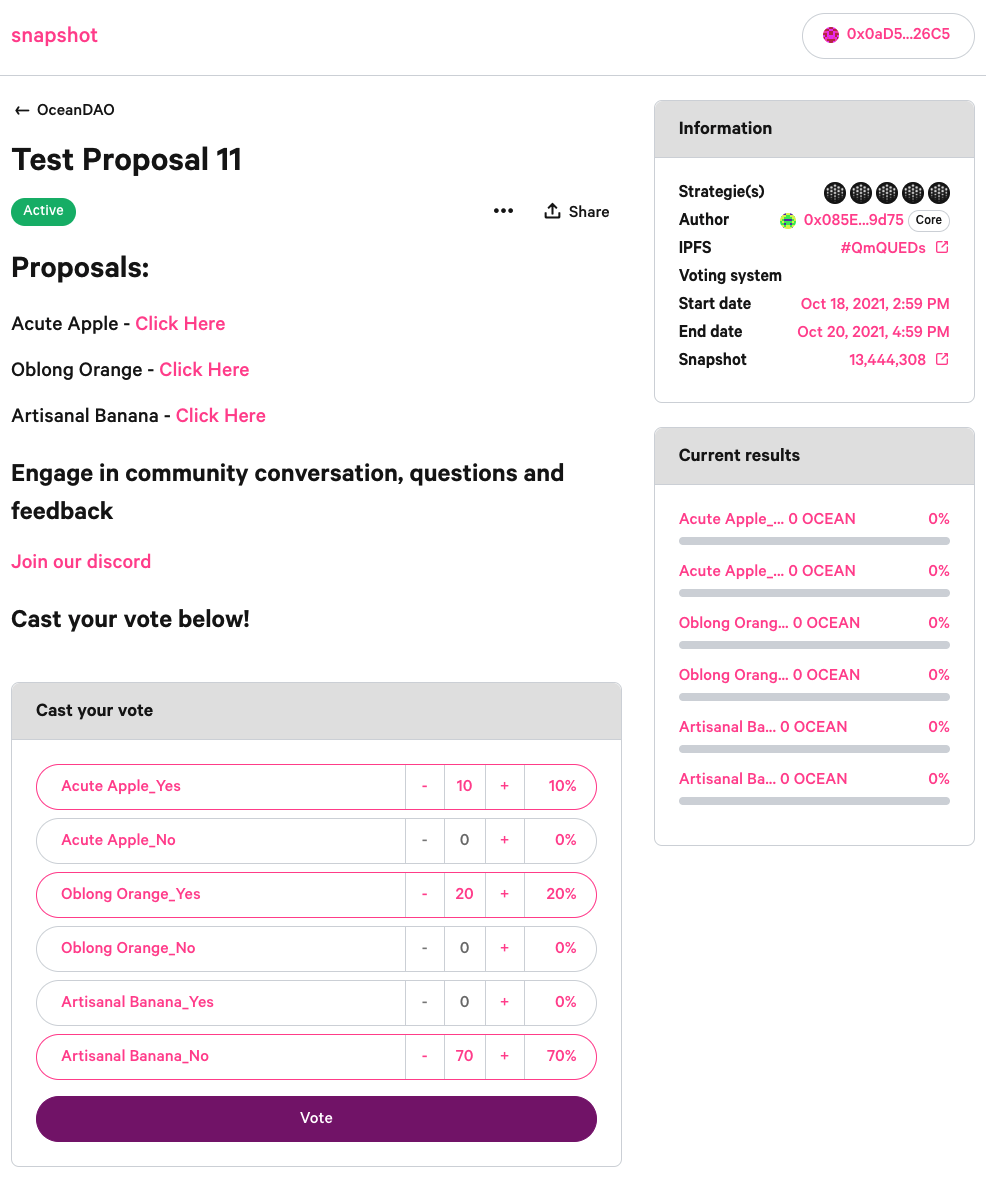 snapshot
0x0aD5...26C5
← OceanDAO
Test Proposal 11
Active
••• Share
Proposals:
Acute Apple - Click Here
Oblong Orange - Click Here
Artisanal Banana - Click Here
Engage in community conversation, questions and
feedback
Join our discord
Cast your vote below!
Cast your vote
Acute Apple_Yes - 10 + 10%
Acute Apple_No - 0 + 0%
Oblong Orange_Yes - 20 + 20%
Oblong Orange_No - 0 + 0%
Artisanal Banana_Yes - 0 + 0%
Artisanal Banana_No - 70 + 70%
Vote
Information
Strategie(s)
Author 0x085E...9d75 Core
IPFS #QmQUEDs
Voting system
Start date Oct 18, 2021, 2:59 PM
End date Oct 20, 2021, 4:59 PM
Snapshot 13,444,308
Current results
Acute Apple_... 0 OCEAN 0%
Acute Apple_... 0 OCEAN 0%
Oblong Orang... 0 OCEAN 0%
Oblong Orang... 0 OCEAN 0%
Artisanal Ba... 0 OCEAN 0%
Artisanal Ba... 0 OCEAN 0%